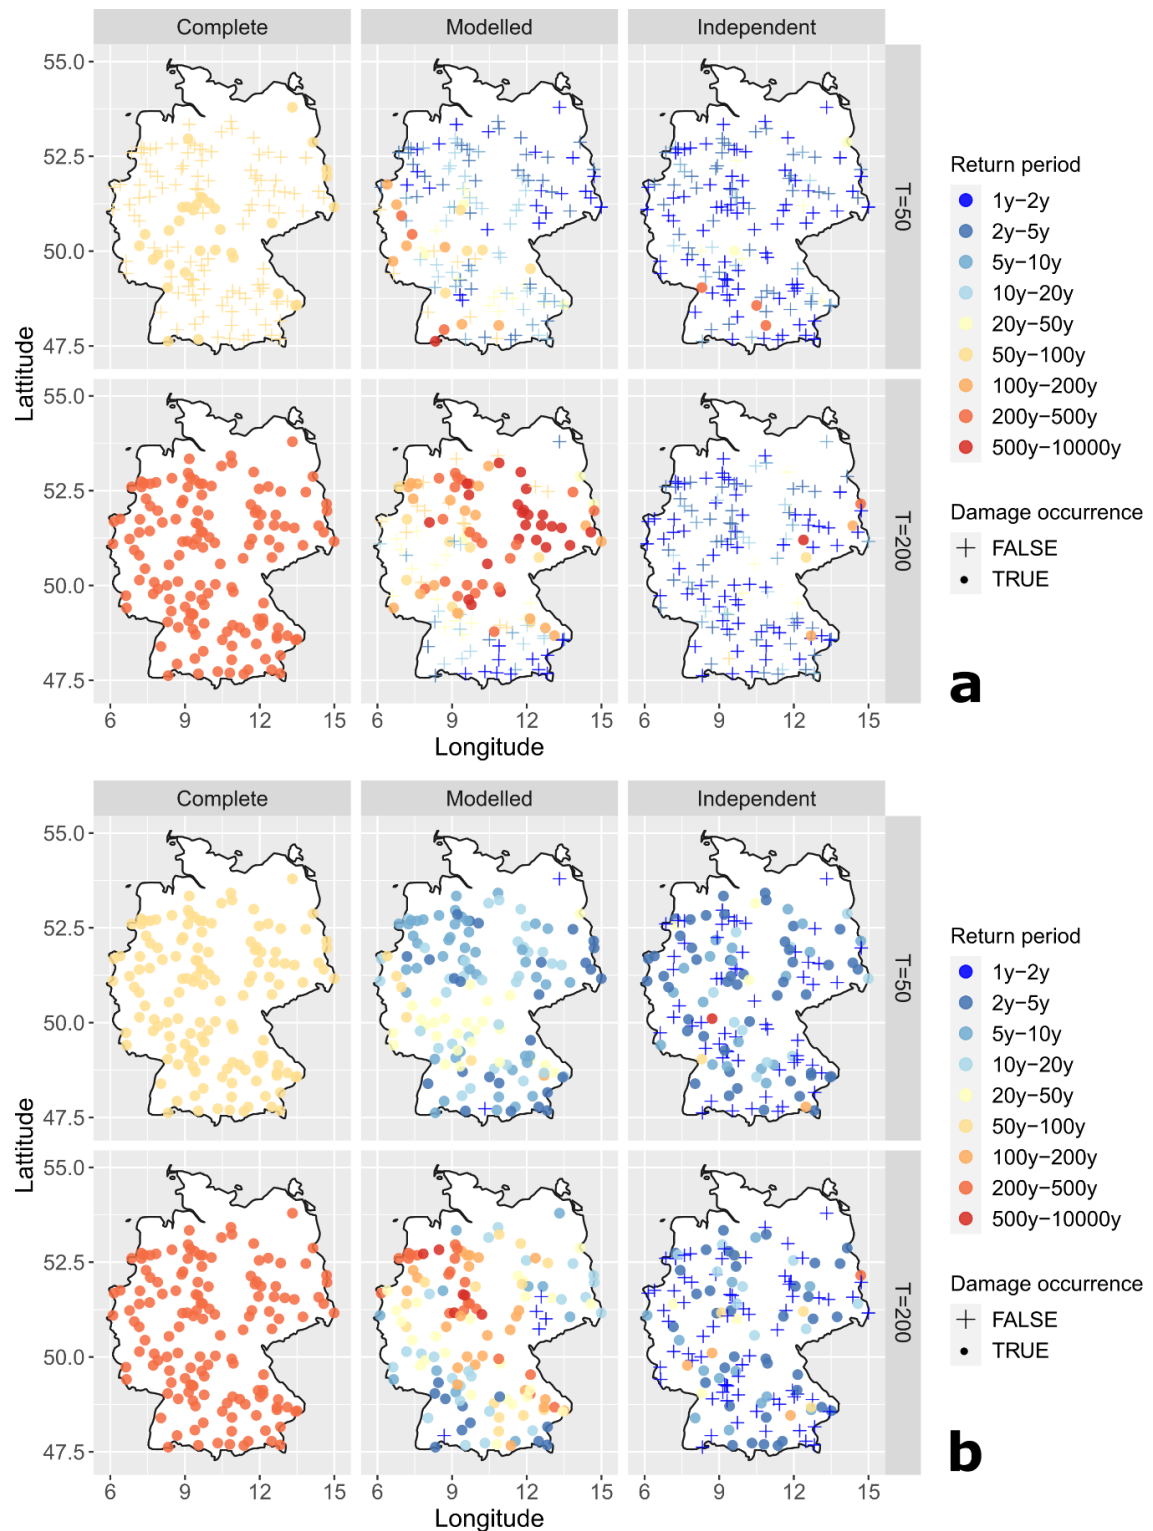 Complete Modelled Independent
55.0
52.5
50.0
47.5
T=50
55.0
52.5
50.0
47.5
T=200
Lattitude
6 9 12 15 6 9 12 15 6 9 12 15
Longitude
Return period
1y−2y
2y−5y
5y−10y
10y−20y
20y−50y
50y−100y
100y−200y
200y−500y
500y−10000y
Damage occurrence
FALSE
TRUE
a
Complete Modelled Independent
55.0
52.5
50.0
47.5
T=50
55.0
52.5
50.0
47.5
T=200
Lattitude
6 9 12 15 6 9 12 15 6 9 12 15
Longitude
Return period
1y−2y
2y−5y
5y−10y
10y−20y
20y−50y
50y−100y
100y−200y
200y−500y
500y−10000y
Damage occurrence
FALSE
TRUE
b